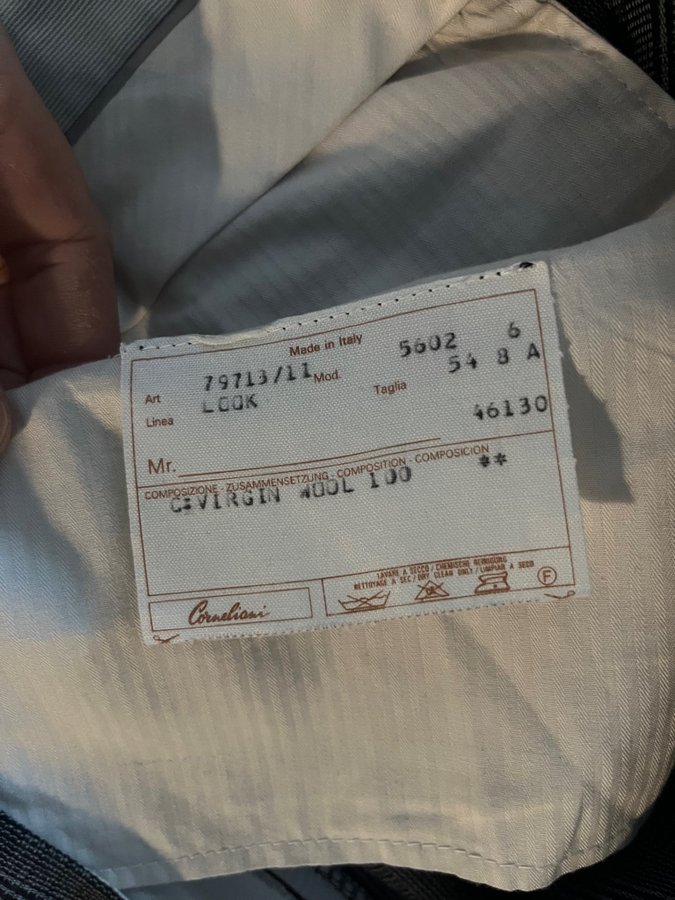 Made in Italy
Art 79713/11 Mod. 5602 6
Linea LOOK Taglia 54 8 A
46130
Mr.
COMPOSIZIONE - ZUSAMMENSETZUNG - COMPOSITION - COMPOSICION
C=VIRGIN WOOL 100 **
LAVARE A SECCO / CHEMISCHE REINIGUNG
NETTOYAGE A SEC / DRY CLEAN ONLY / LIMPIAR A SECO
F
Corneliani